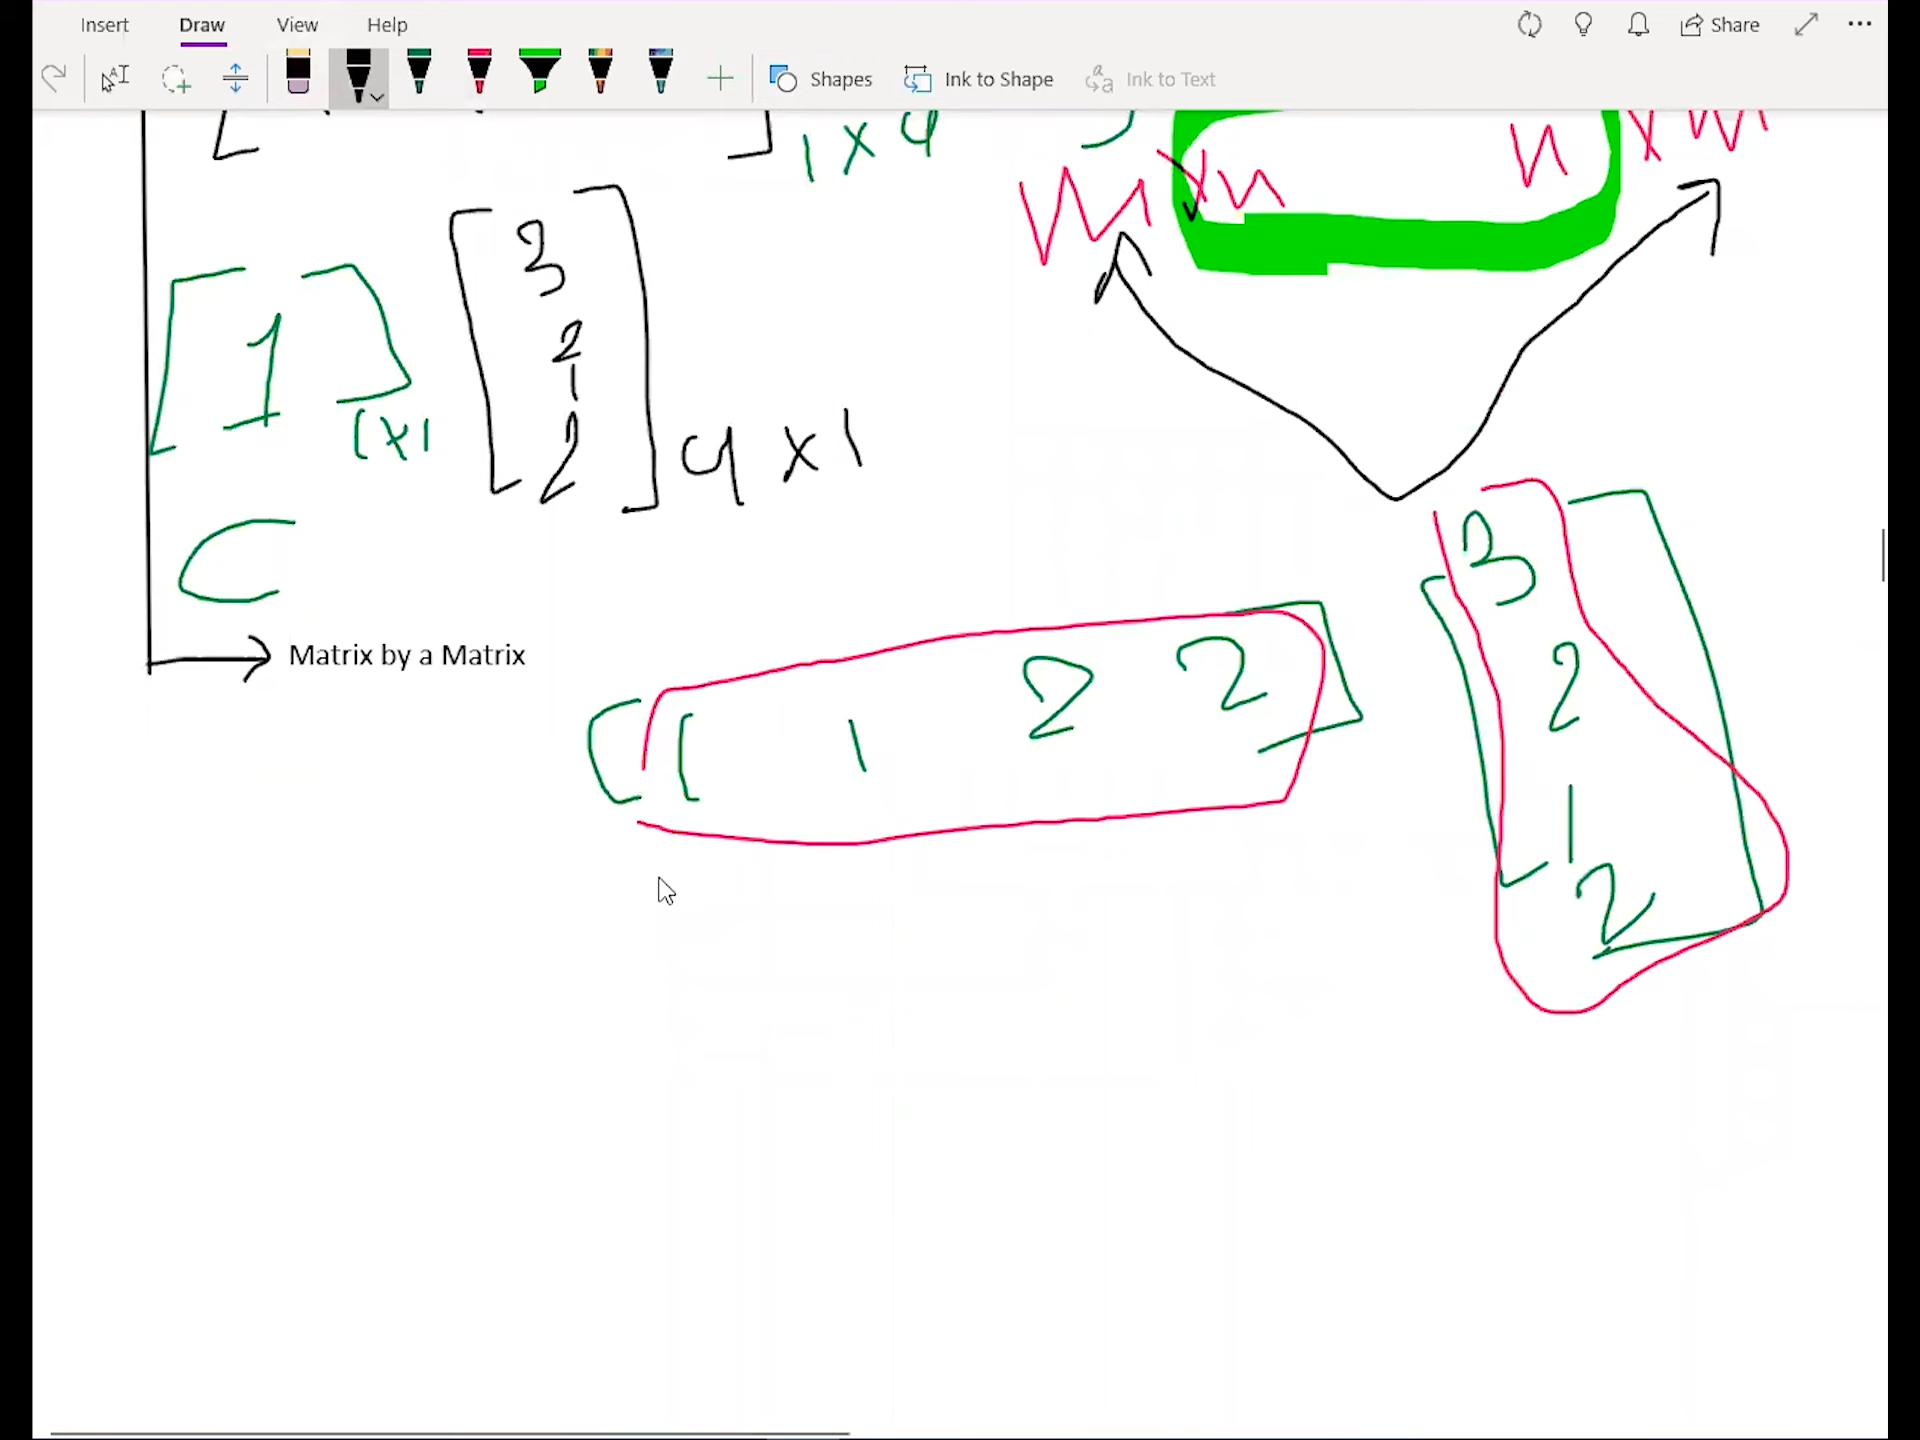 Insert Draw View Help Share
Shapes Ink to Shape Ink to Text
1 x 4
m x n n x m
1 1x1
3
2
1
2
4 x 1
C
Matrix by a Matrix
1 1 2 2
3
2
1
2